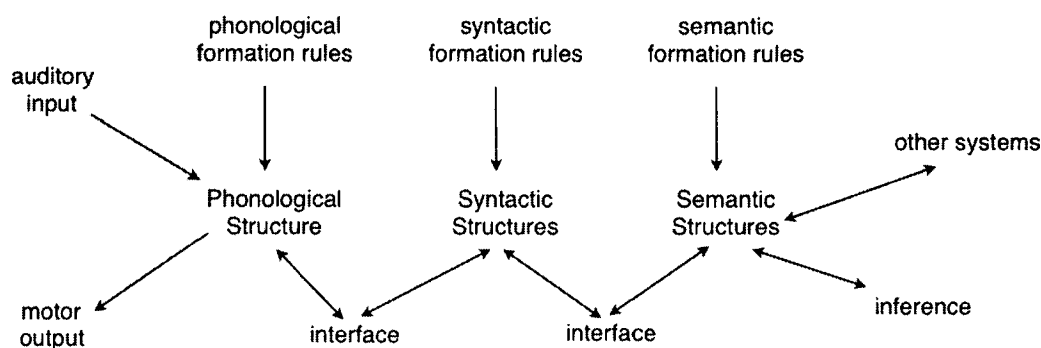 phonological
formation rules
syntactic
formation rules
semantic
formation rules
auditory
input
other systems
Phonological
Structure
Syntactic
Structures
Semantic
Structures
motor
output
interface
interface
inference